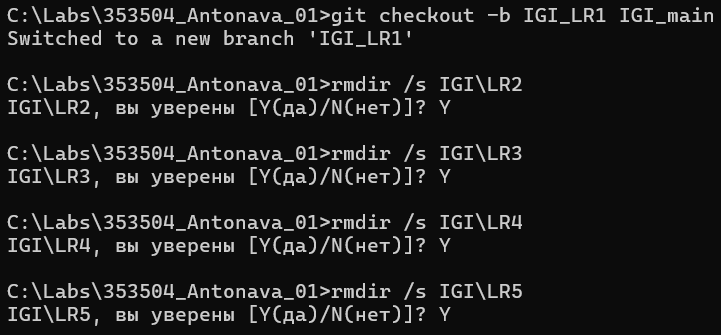 C:\Labs\353504_Antonava_01>git checkout -b IGI_LR1 IGI_main
Switched to a new branch 'IGI_LR1'
C:\Labs\353504_Antonava_01>rmdir /s IGI\LR2
IGI\LR2, вы уверены [Y(да)/N(нет)]? Y
C:\Labs\353504_Antonava_01>rmdir /s IGI\LR3
IGI\LR3, вы уверены [Y(да)/N(нет)]? Y
C:\Labs\353504_Antonava_01>rmdir /s IGI\LR4
IGI\LR4, вы уверены [Y(да)/N(нет)]? Y
C:\Labs\353504_Antonava_01>rmdir /s IGI\LR5
IGI\LR5, вы уверены [Y(да)/N(нет)]? Y